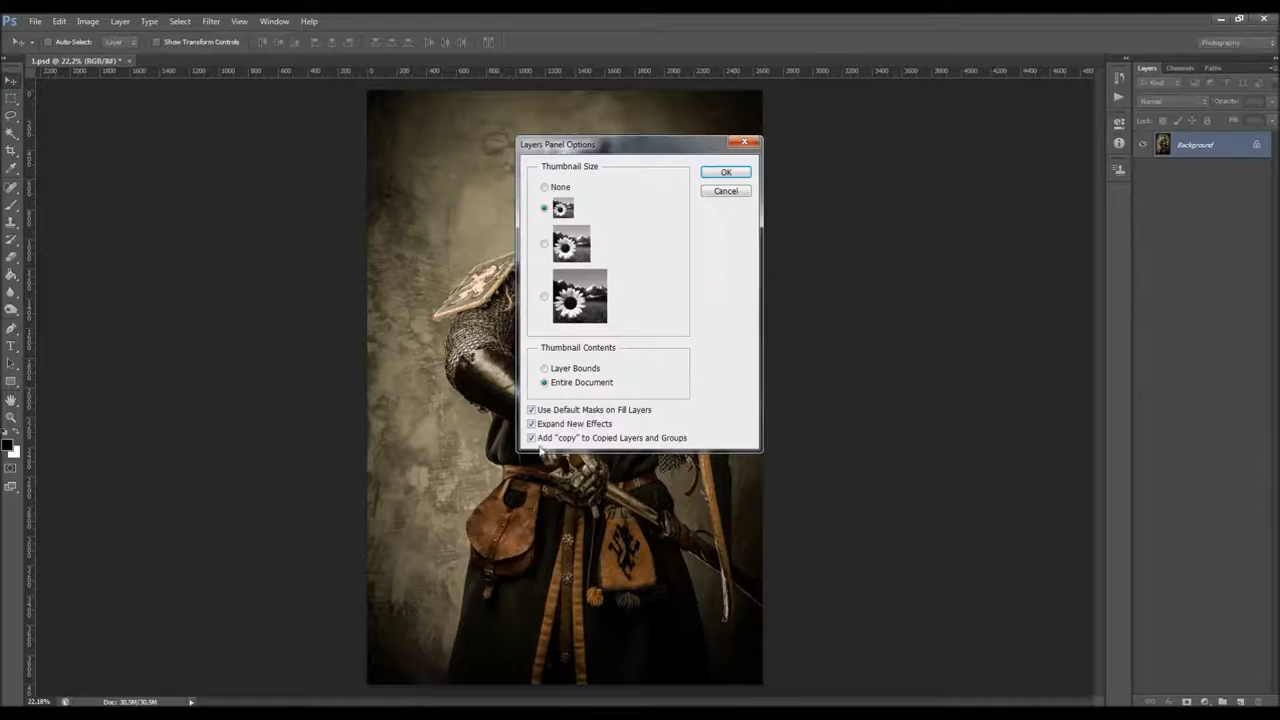 Ps File Edit Image Layer Type Select Filter View Window Help
Auto-Select: Layer Show Transform Controls Photography
1.psd @ 22.2% (RGB/8#) * ×
Layers Channels Paths
Kind
Normal Opacity:
Lock: Fill:
Background
Layers Panel Options
Thumbnail Size
OK
None
Cancel
Thumbnail Contents
Layer Bounds
Entire Document
Use Default Masks on Fill Layers
Expand New Effects
Add "copy" to Copied Layers and Groups
22.18% Doc: 30.5M/30.5M